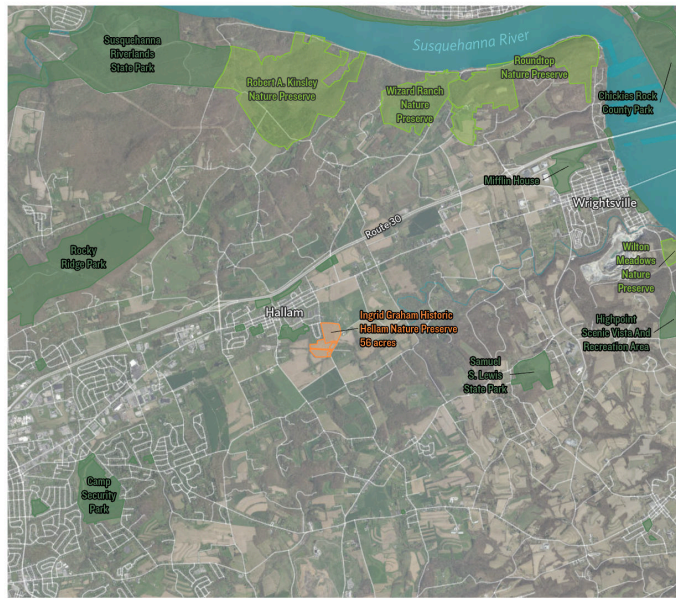 Susquehanna River
Susquehanna
Riverlands
State Park
Robert A. Kinsley
Nature Preserve
Wizard Ranch
Nature
Preserve
Roundtop
Nature Preserve
Chickies Rock
County Park
Mifflin House
Wrightsville
Route 30
Rocky
Ridge Park
Wilton
Meadows
Nature
Preserve
Hallam
Ingrid Graham Historic
Hellam Nature Preserve
56 acres
Highpoint
Scenic Vista And
Recreation Area
Samuel
S. Lewis
State Park
Camp
Security
Park